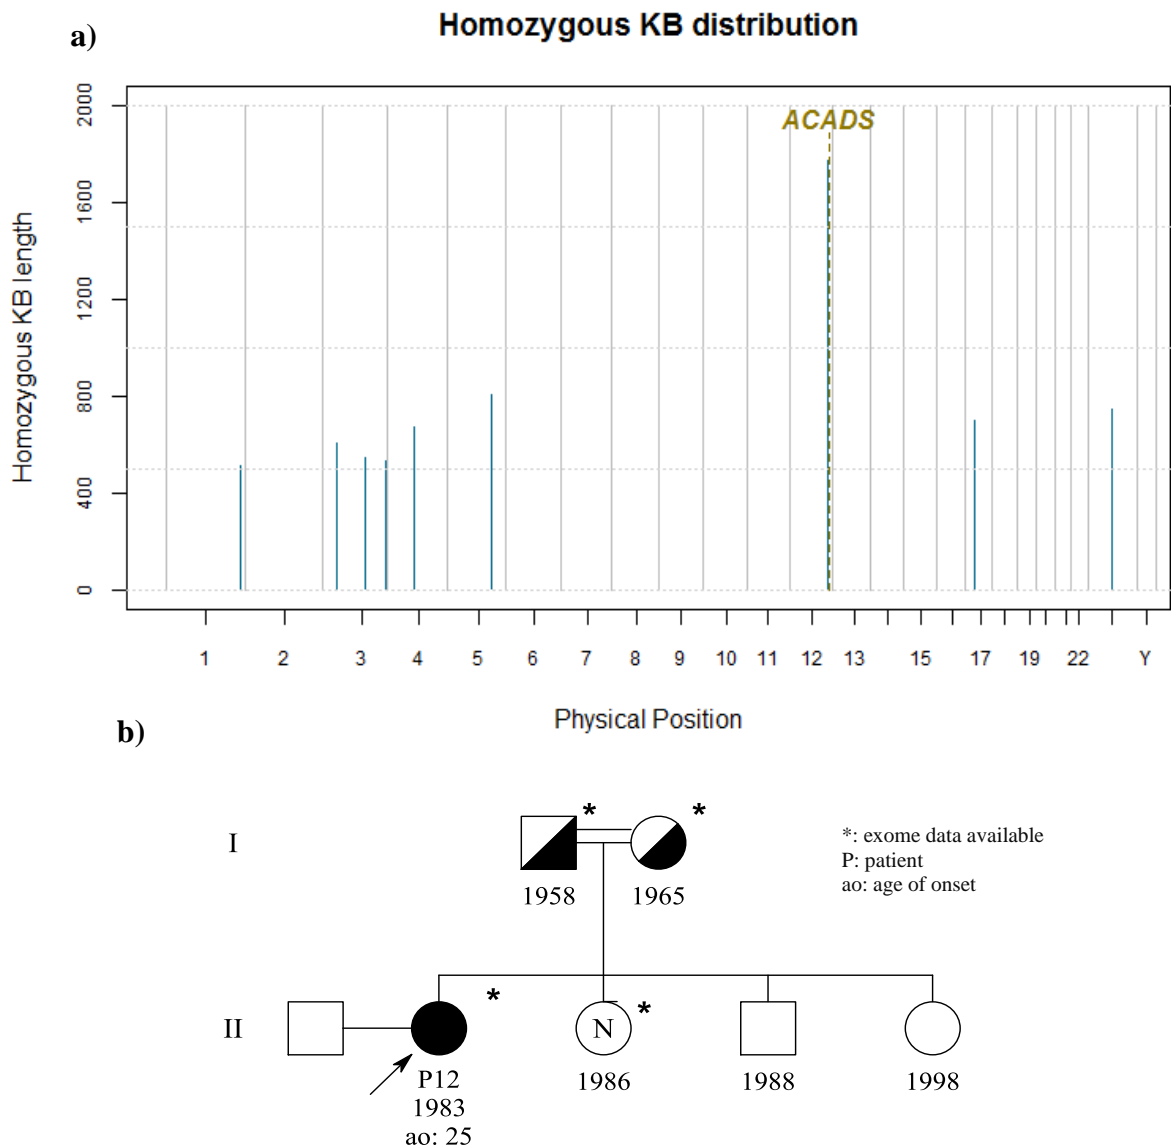 a)
Homozygous KB distribution
ACADS
Homozygous KB length
2000
1600
1200
800
400
0
1 2 3 4 5 6 7 8 9 10 11 12 13 15 17 19 22 Y
Physical Position
b)
I
* *
1958 1965
*: exome data available
P: patient
ao: age of onset
II
* N *
P12
1983
ao: 25
1986 1988 1998